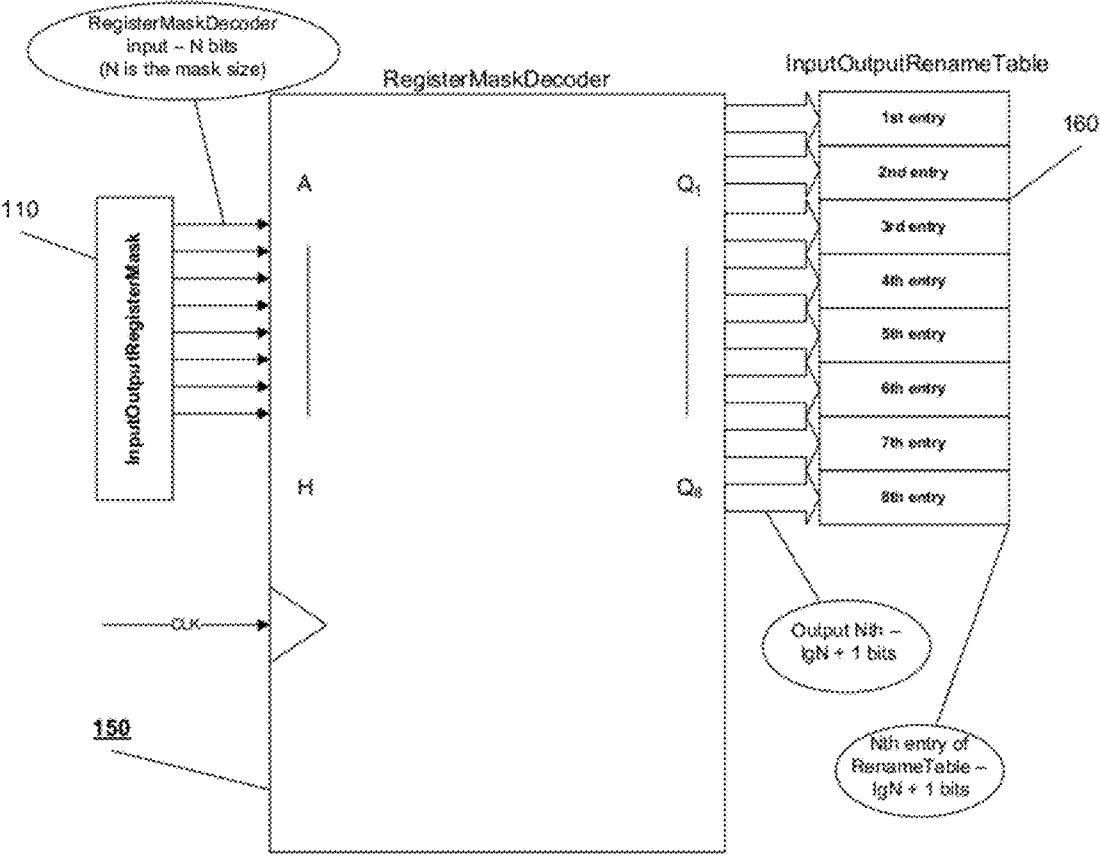 RegisterMaskDecoder
input – N bits
(N is the mask size)
RegisterMaskDecoder
InputOutputRenameTable
110
InputOutputRegisterMask
A
H
Q1
Q8
1st entry
2nd entry
3rd entry
4th entry
5th entry
6th entry
7th entry
8th entry
160
CLK
150
Output Nth –
lgN + 1 bits
Nth entry of
RenameTable –
lgN + 1 bits